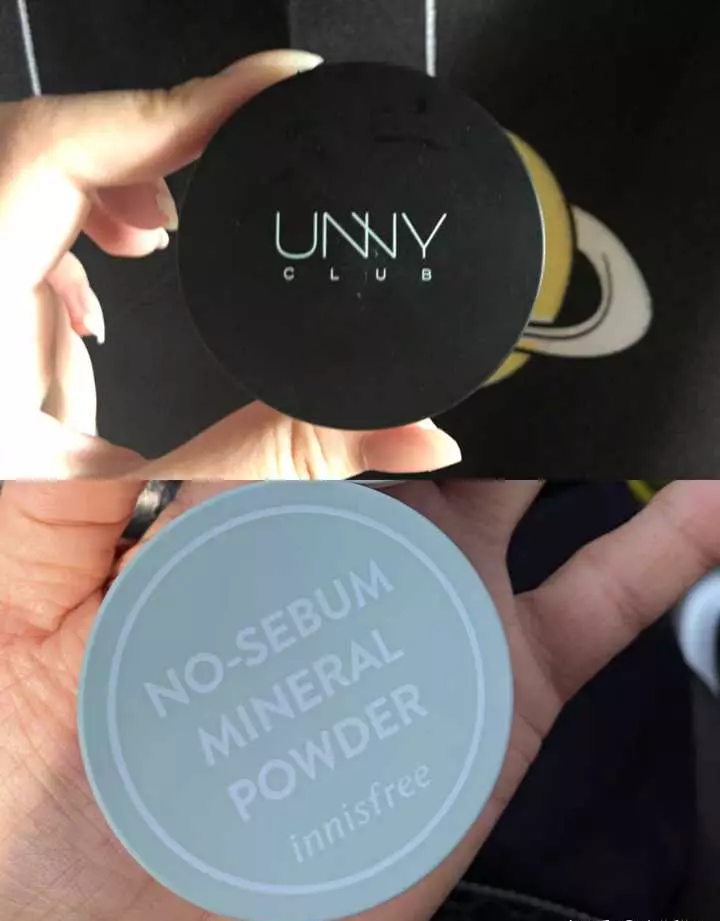 UNNY
CLUB
NO-SEBUM
MINERAL
POWDER
innisfree